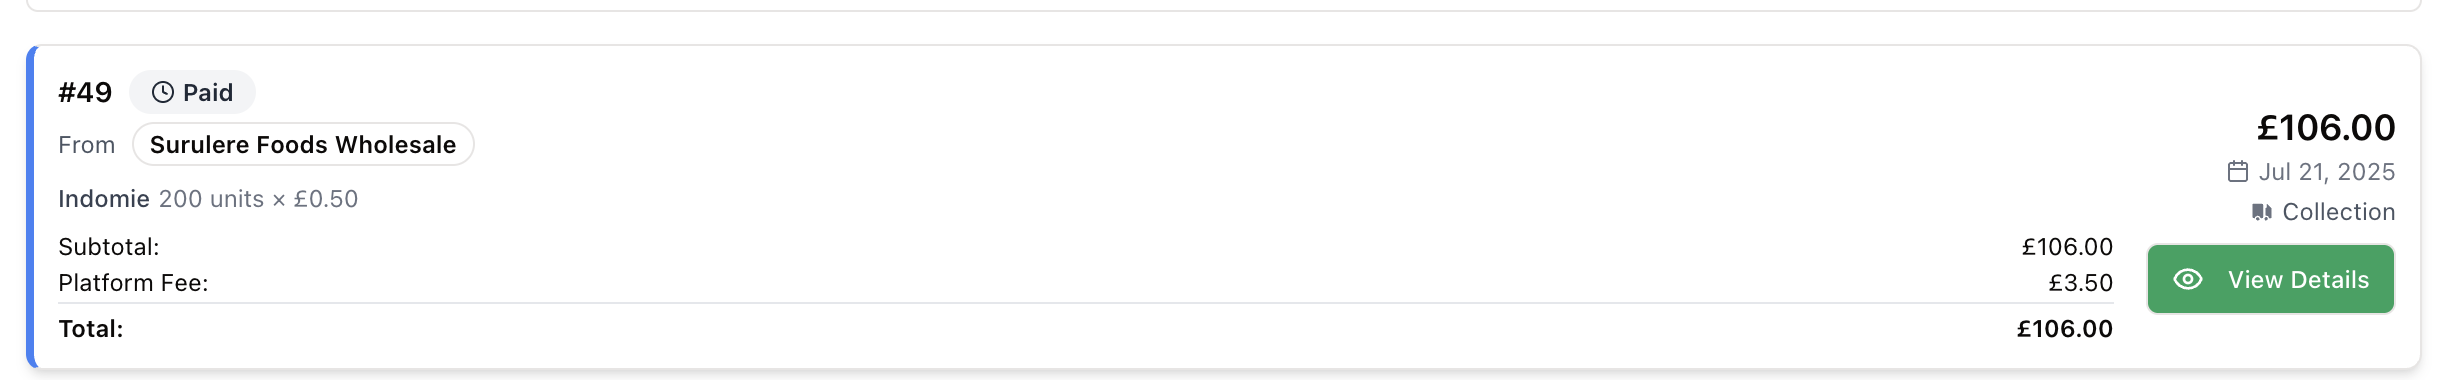 #49 Paid
From Surulere Foods Wholesale
Indomie 200 units × £0.50
Subtotal: £106.00
Platform Fee: £3.50
Total: £106.00
£106.00
Jul 21, 2025
Collection
View Details